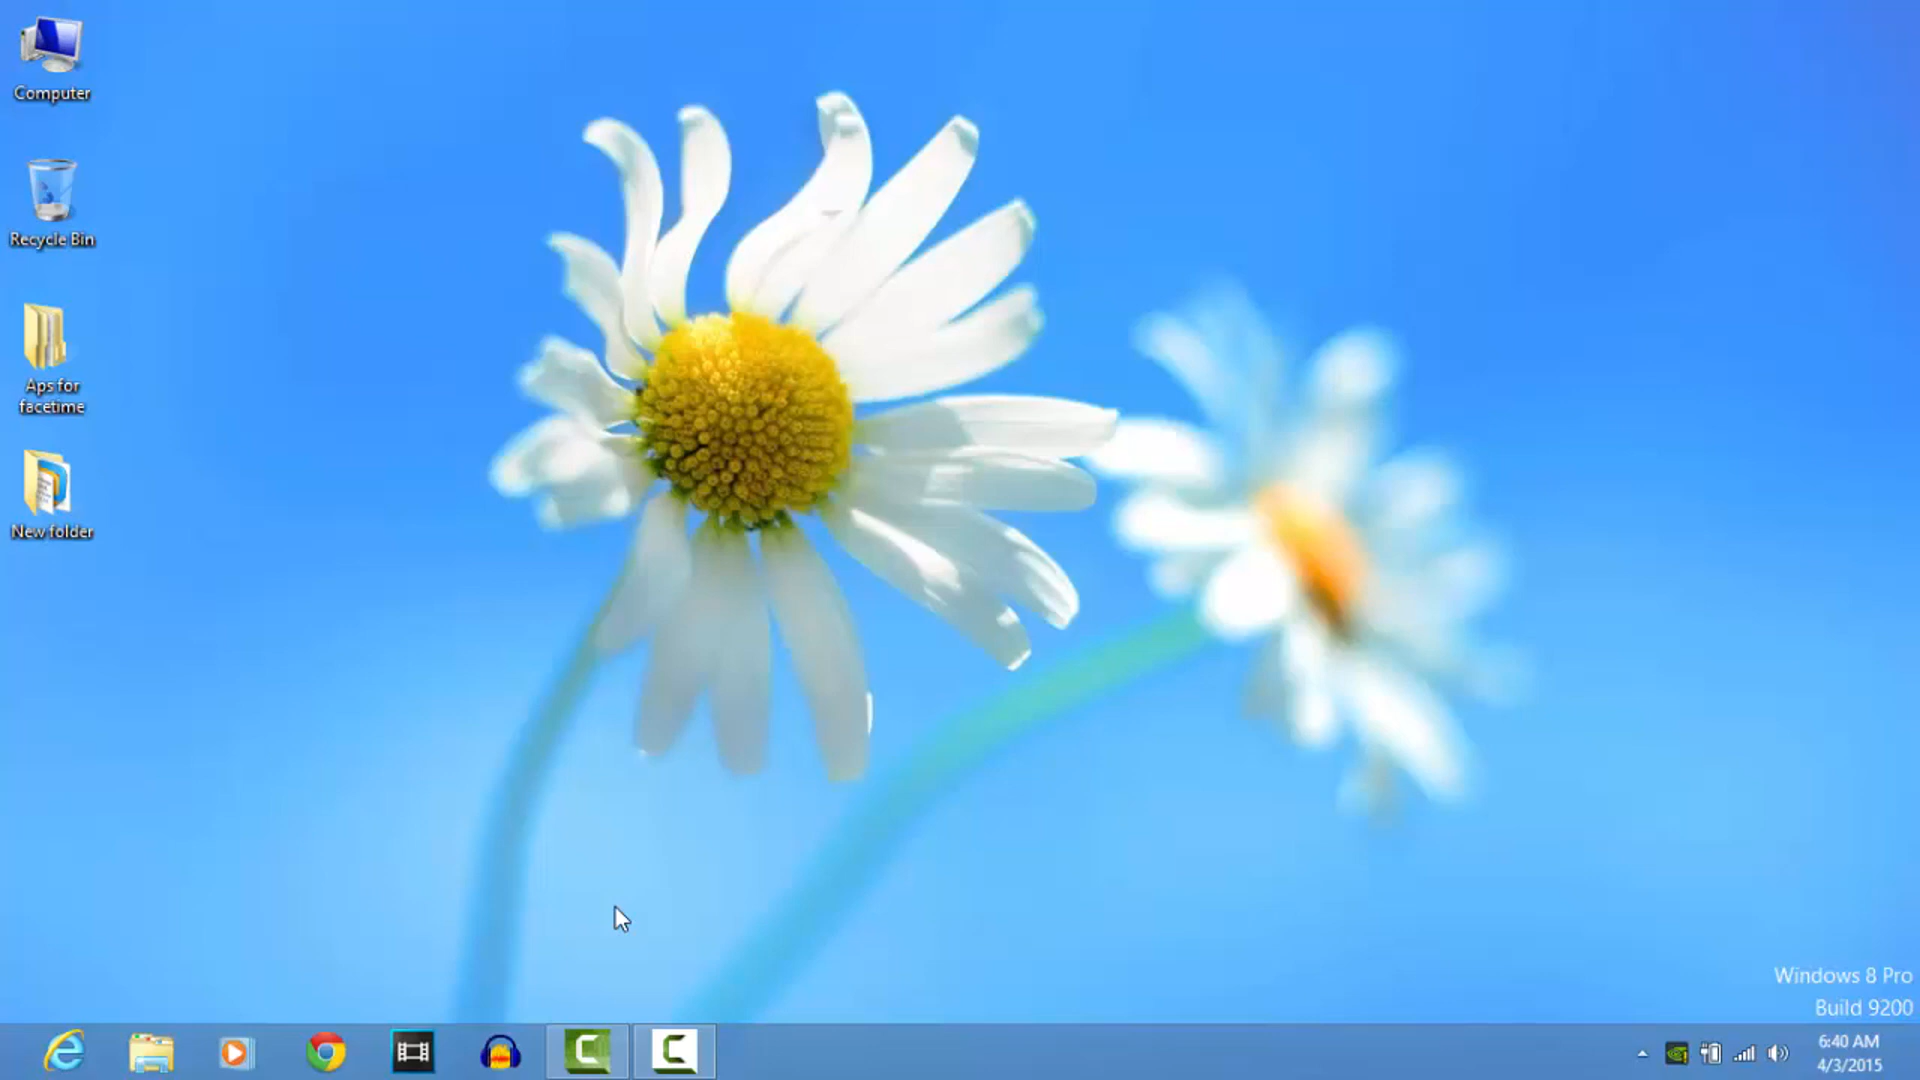 Computer
Recycle Bin
Aps for
facetime
New folder
Windows 8 Pro
Build 9200
6:40 AM
4/3/2015